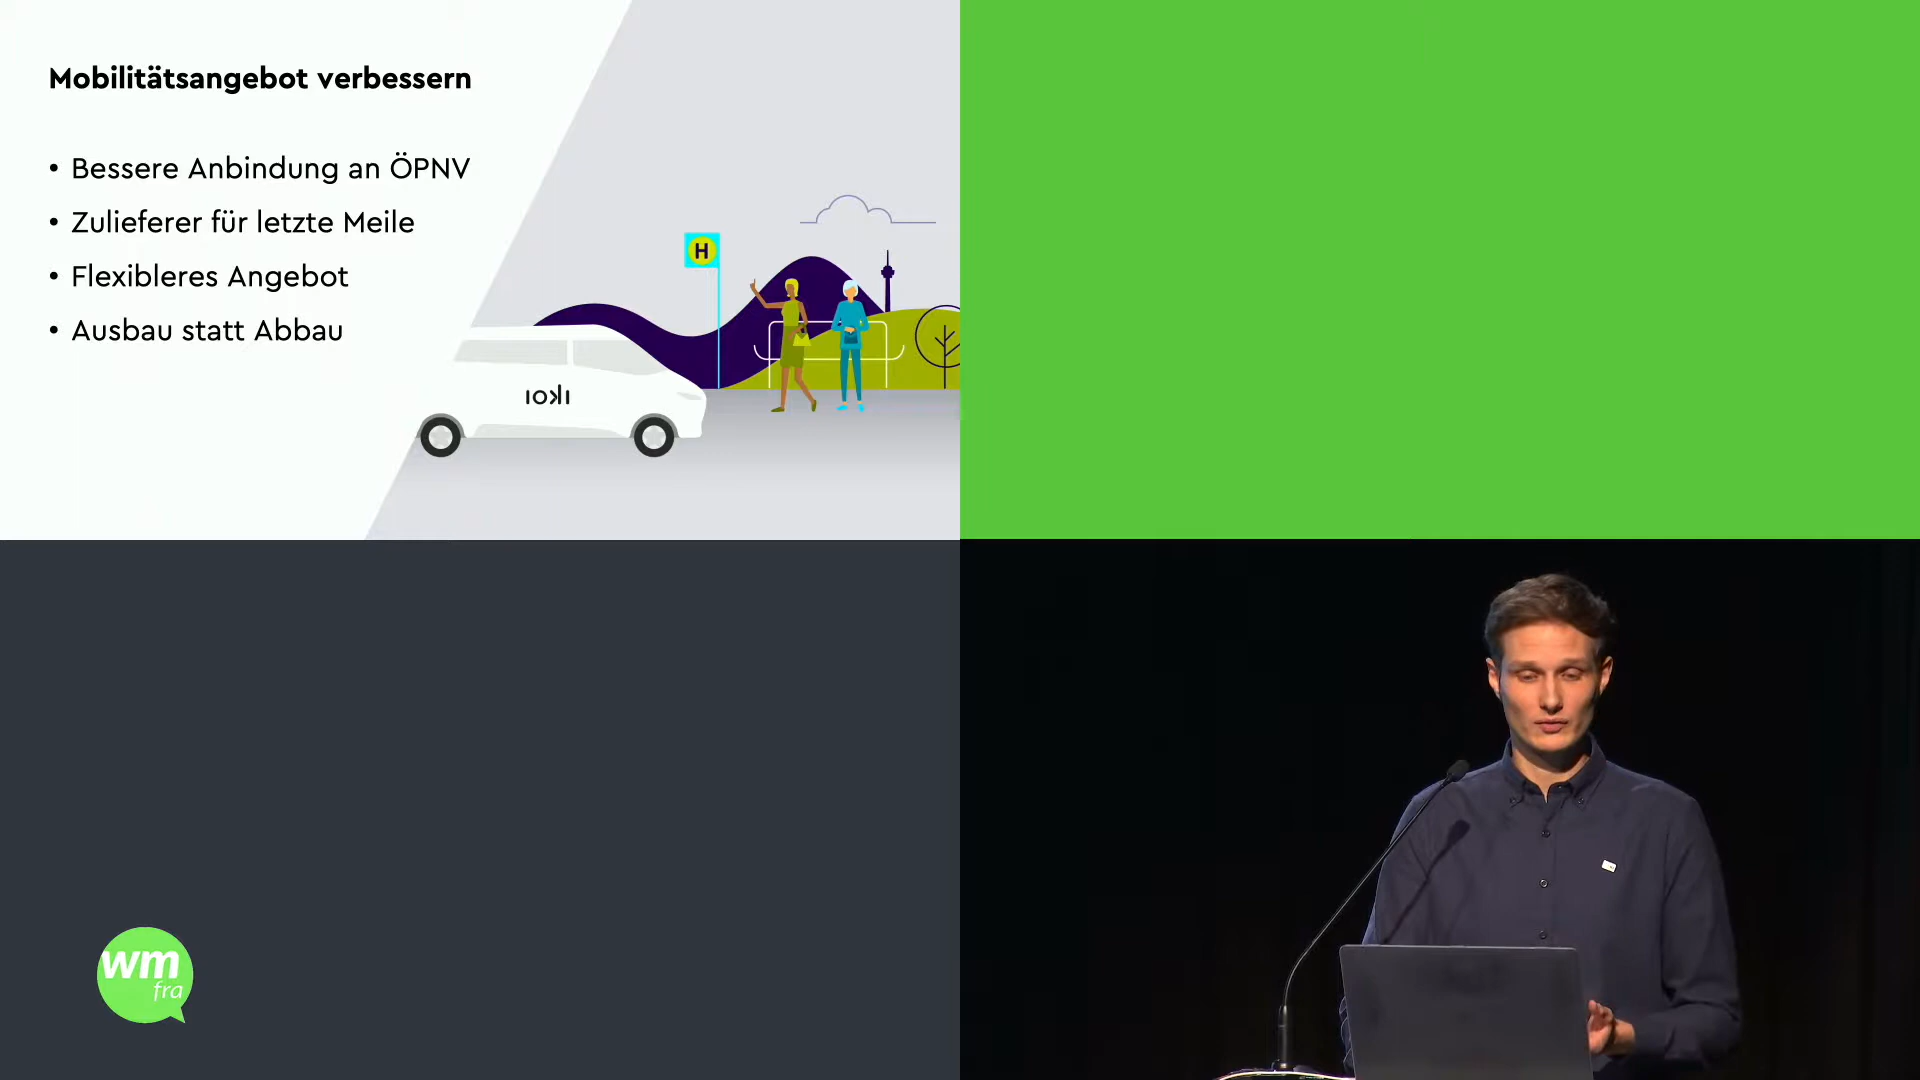 Mobilitätsangebot verbessern
• Bessere Anbindung an ÖPNV
• Zulieferer für letzte Meile
• Flexibleres Angebot
• Ausbau statt Abbau
H
ioki
wm
fra